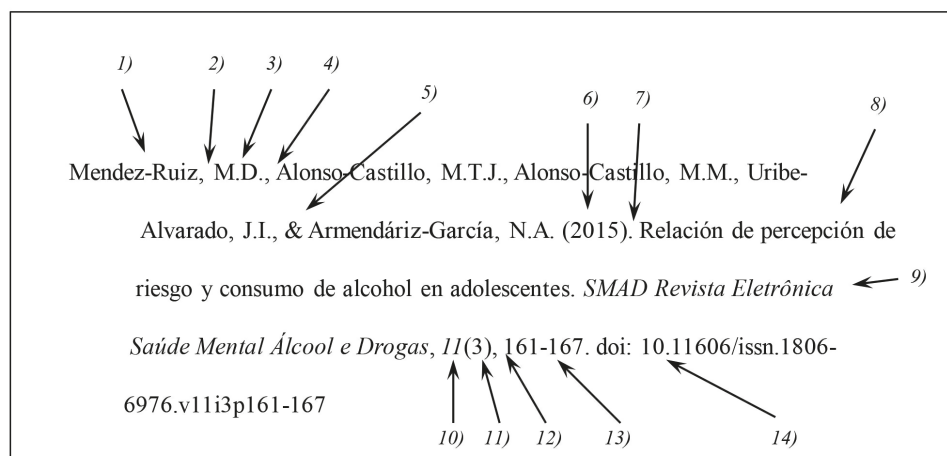 1) 2) 3) 4)
5) 6) 7) 8)
Mendez-Ruiz, M.D., Alonso-Castillo, M.T.J., Alonso-Castillo, M.M., Uribe-
Alvarado, J.I., & Armendáriz-García, N.A. (2015). Relación de percepción de
riesgo y consumo de alcohol en adolescentes. SMAD Revista Eletrônica 9)
Saúde Mental Álcool e Drogas, 11(3), 161-167. doi: 10.11606/issn.1806-
6976.v11i3p161-167
10) 11) 12) 13) 14)